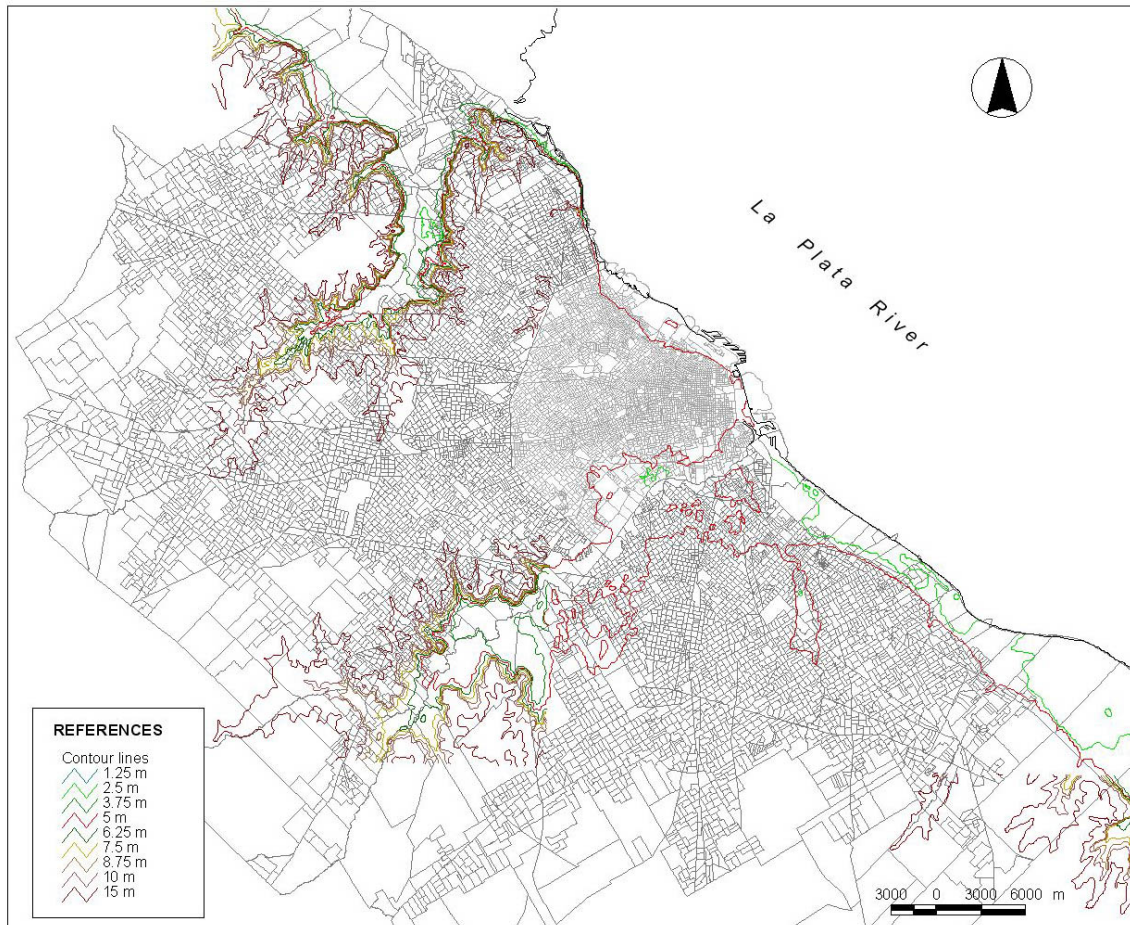 La Plata River
REFERENCES
Contour lines
1.25 m
2.5 m
3.75 m
5 m
6.25 m
7.5 m
8.75 m
10 m
15 m
3000 0 3000 6000 m